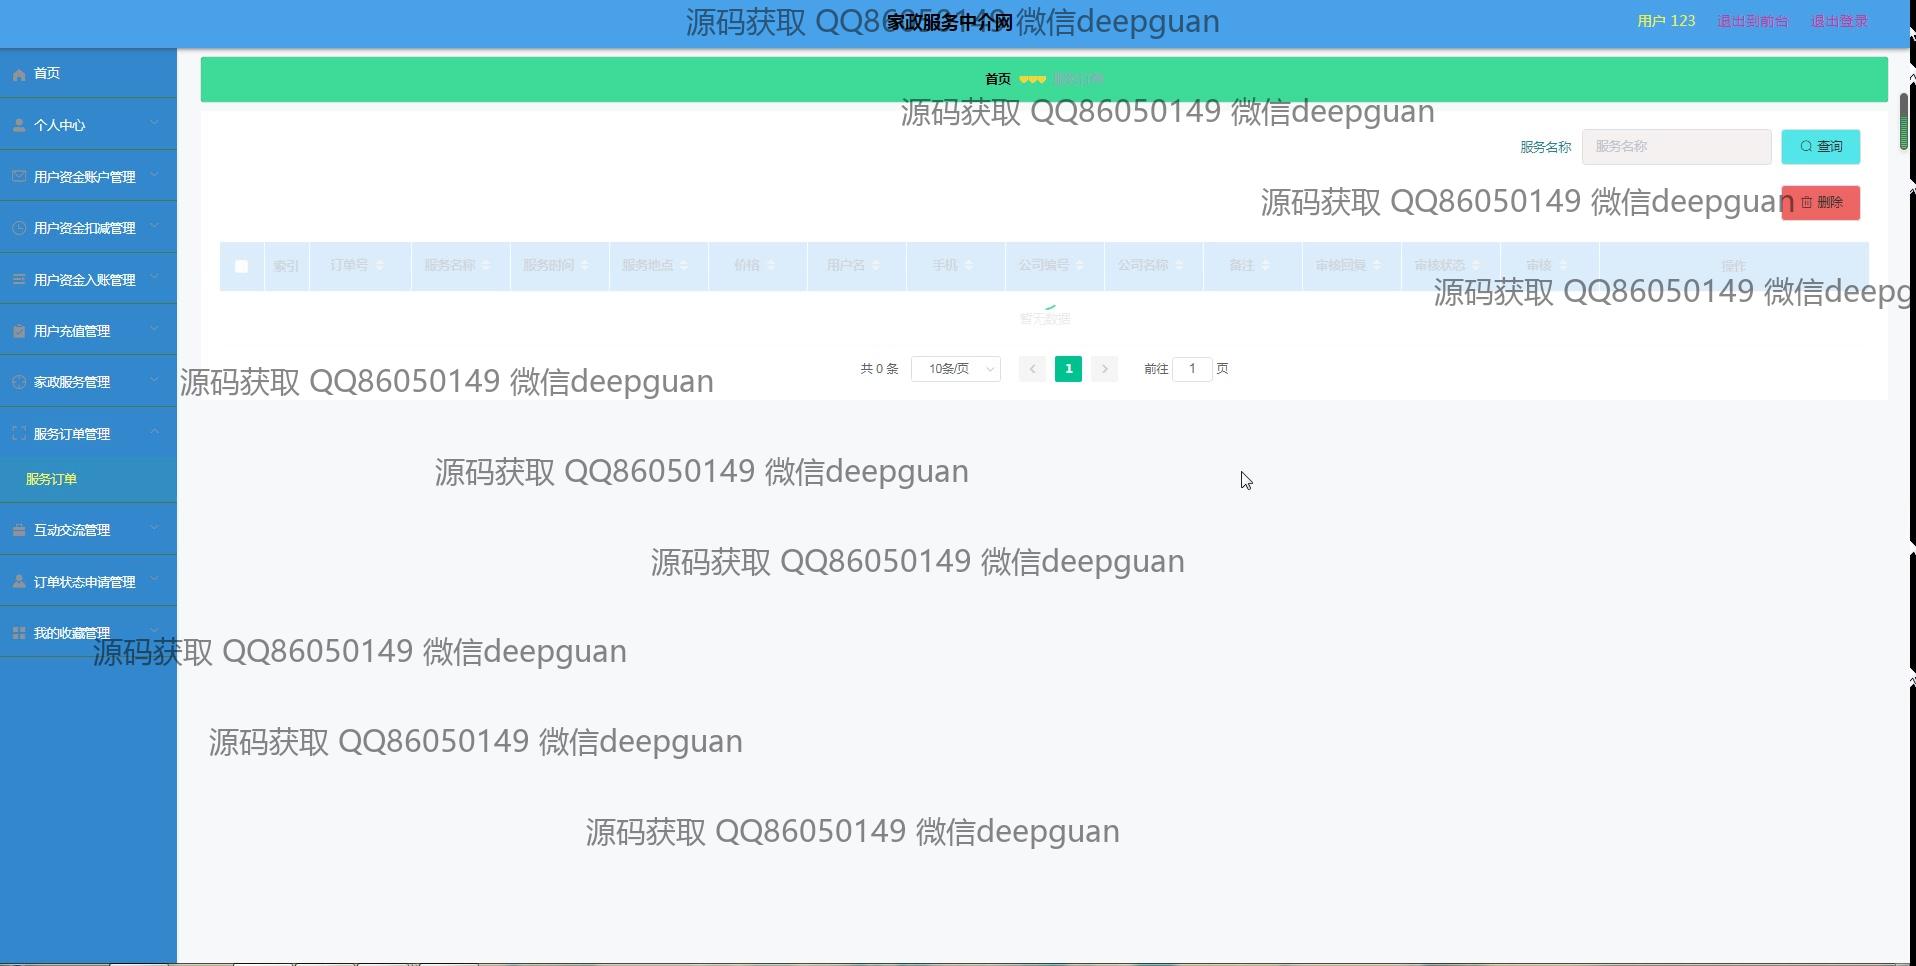 源码获取 QQ86050149 微信deepguan
家政服务中介网
用户 123 退出到前台 退出登录
首页
个人中心
用户资金账户管理
用户资金扣减管理
用户资金入账管理
用户充值管理
家政服务管理
服务订单管理
服务订单
互动交流管理
订单状态申请管理
我的收藏管理
首页 服务订单
源码获取 QQ86050149 微信deepguan
服务名称 服务名称 查询
源码获取 QQ86050149 微信deepguan
删除
索引 订单号 服务名称 服务时间 服务地点 价格 用户名 手机 公司编号 公司名称 备注 审核回复 审核状态 审核 操作
源码获取 QQ86050149 微信deepg
暂无数据
共 0 条 10条/页 1 前往 1 页
源码获取 QQ86050149 微信deepguan
源码获取 QQ86050149 微信deepguan
源码获取 QQ86050149 微信deepguan
源码获取 QQ86050149 微信deepguan
源码获取 QQ86050149 微信deepguan
源码获取 QQ86050149 微信deepguan